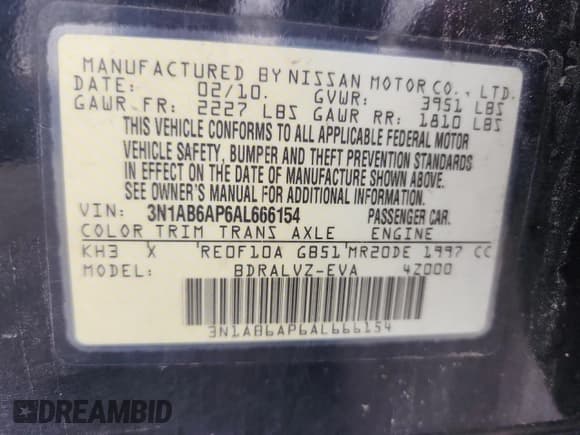 MANUFACTURED BY NISSAN MOTOR CO., LTD.
DATE: 02/10. GVWR: 3951 LBS
GAWR FR: 2227 LBS GAWR RR: 1810 LBS
THIS VEHICLE CONFORMS TO ALL APPLICABLE FEDERAL MOTOR
VEHICLE SAFETY, BUMPER AND THEFT PREVENTION STANDARDS
IN EFFECT ON THE DATE OF MANUFACTURE SHOWN ABOVE.
SEE OWNER'S MANUAL FOR ADDITIONAL INFORMATION.
VIN: 3N1AB6AP6AL666154 PASSENGER CAR.
COLOR TRIM TRANS AXLE ENGINE
KH3 X 'RE0F10A GB51'MR20DE 1997 CC
MODEL: BDRALVZ-EVA 4Z000
3N1AB6AP6AL666154
DREAMBID